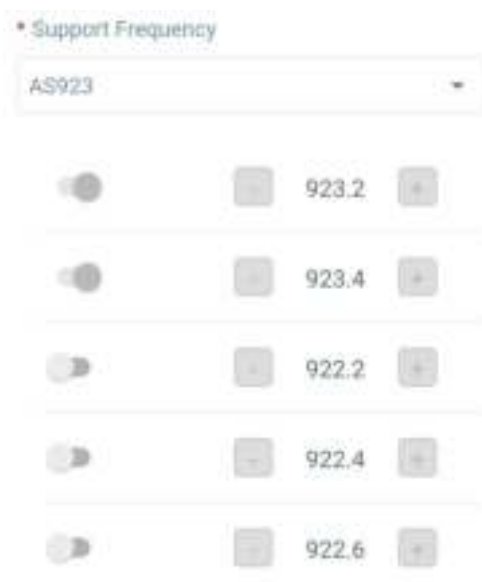 * Support Frequency
AS923
- 923.2 +
- 923.4 +
- 922.2 +
- 922.4 +
- 922.6 +